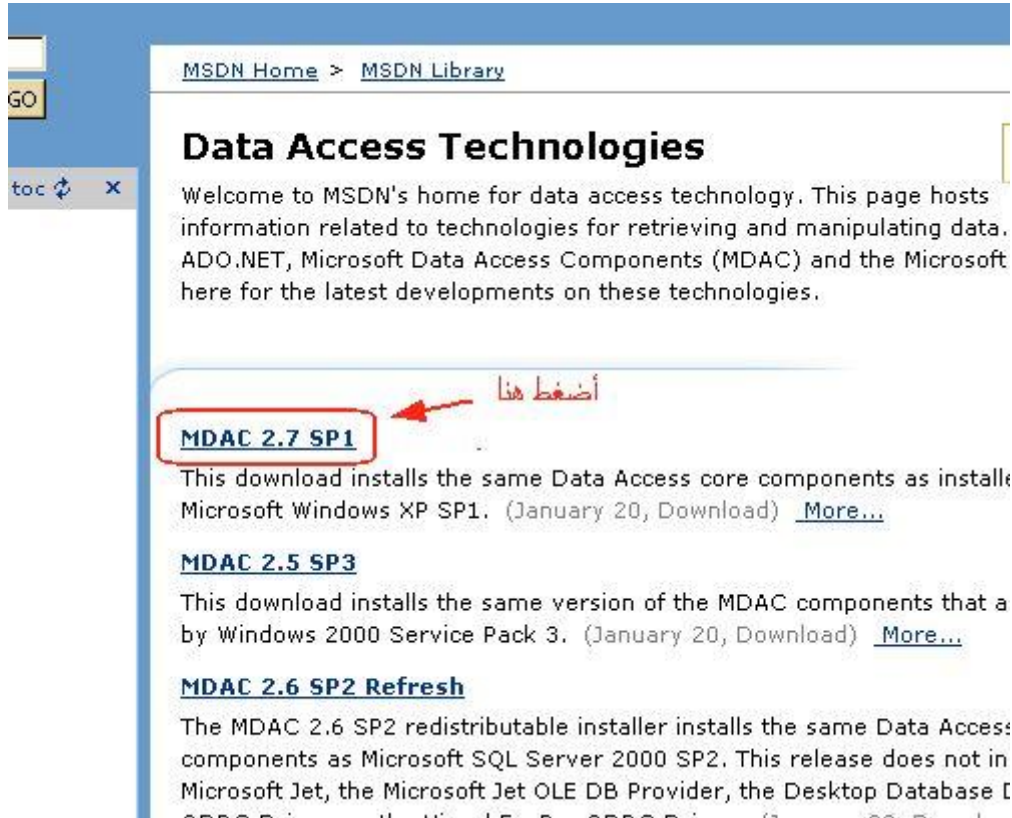 GO
toc
MSDN Home > MSDN Library
Data Access Technologies
Welcome to MSDN's home for data access technology. This page hosts
information related to technologies for retrieving and manipulating data.
ADO.NET, Microsoft Data Access Components (MDAC) and the Microsoft
here for the latest developments on these technologies.
أضغط هنا
MDAC 2.7 SP1
This download installs the same Data Access core components as installe
Microsoft Windows XP SP1. (January 20, Download) More...
MDAC 2.5 SP3
This download installs the same version of the MDAC components that a
by Windows 2000 Service Pack 3. (January 20, Download) More...
MDAC 2.6 SP2 Refresh
The MDAC 2.6 SP2 redistributable installer installs the same Data Access
components as Microsoft SQL Server 2000 SP2. This release does not in
Microsoft Jet, the Microsoft Jet OLE DB Provider, the Desktop Database D